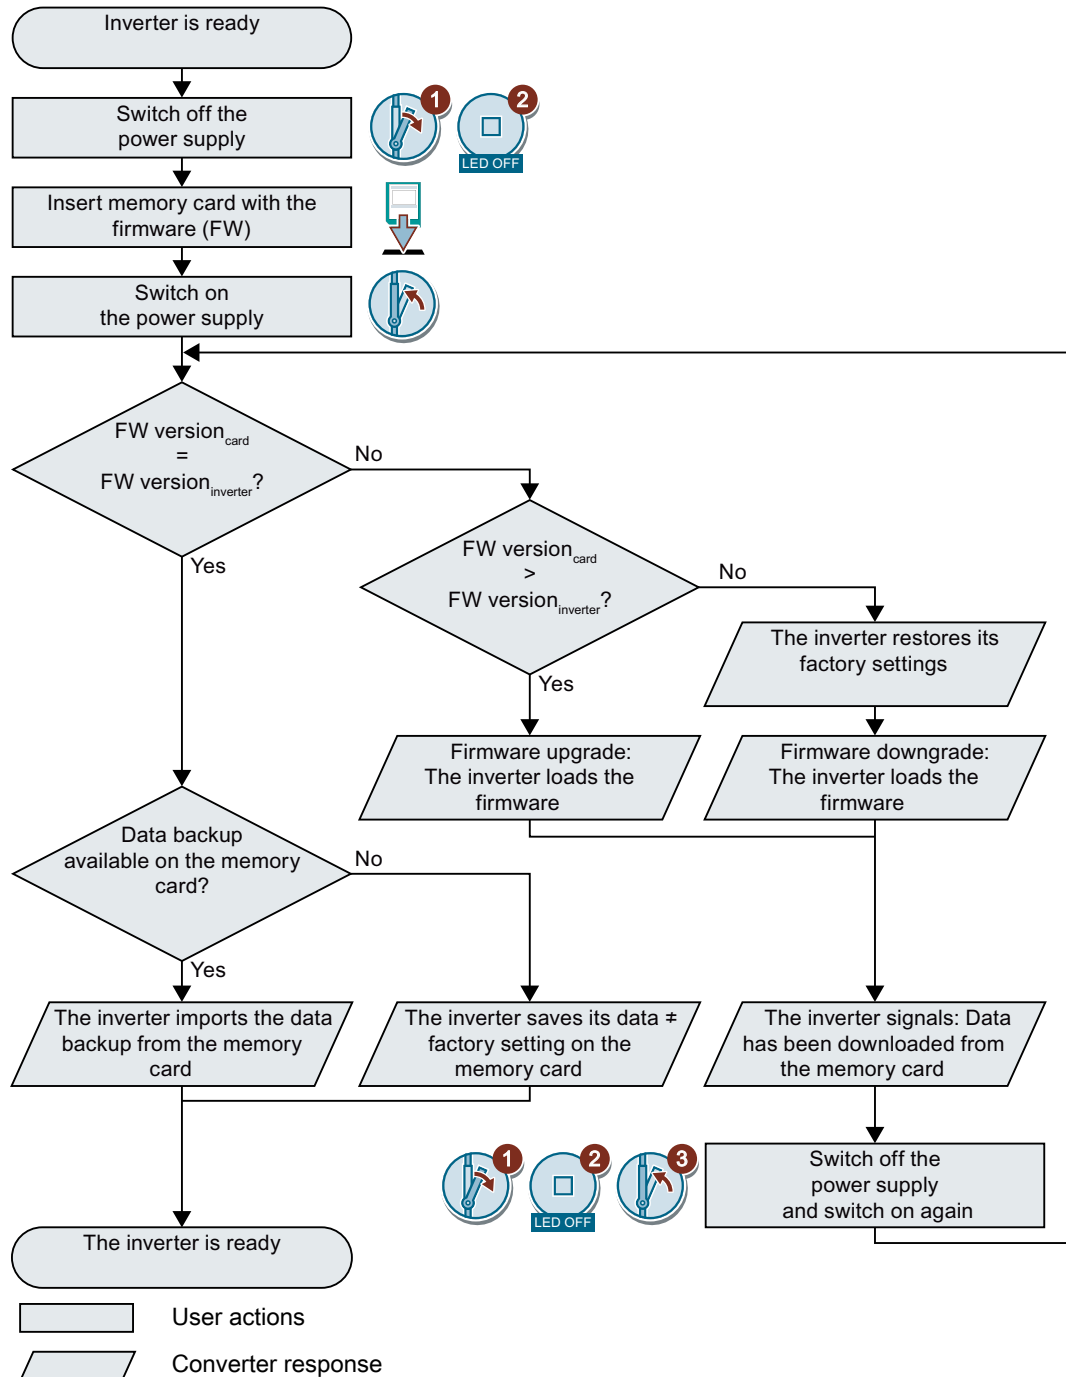 Inverter is ready
Switch off the
power supply
1
2
LED OFF
Insert memory card with the
firmware (FW)
Switch on
the power supply
FW version card
=
FW version inverter?
No
Yes
FW version card
>
FW version inverter?
No
Yes
The inverter restores its
factory settings
Firmware upgrade:
The inverter loads the
firmware
Firmware downgrade:
The inverter loads the
firmware
Data backup
available on the memory
card?
No
Yes
The inverter imports the data
backup from the memory
card
The inverter saves its data ≠
factory setting on the
memory card
The inverter signals: Data
has been downloaded from
the memory card
1
2
3
LED OFF
Switch off the
power supply
and switch on again
The inverter is ready
User actions
Converter response